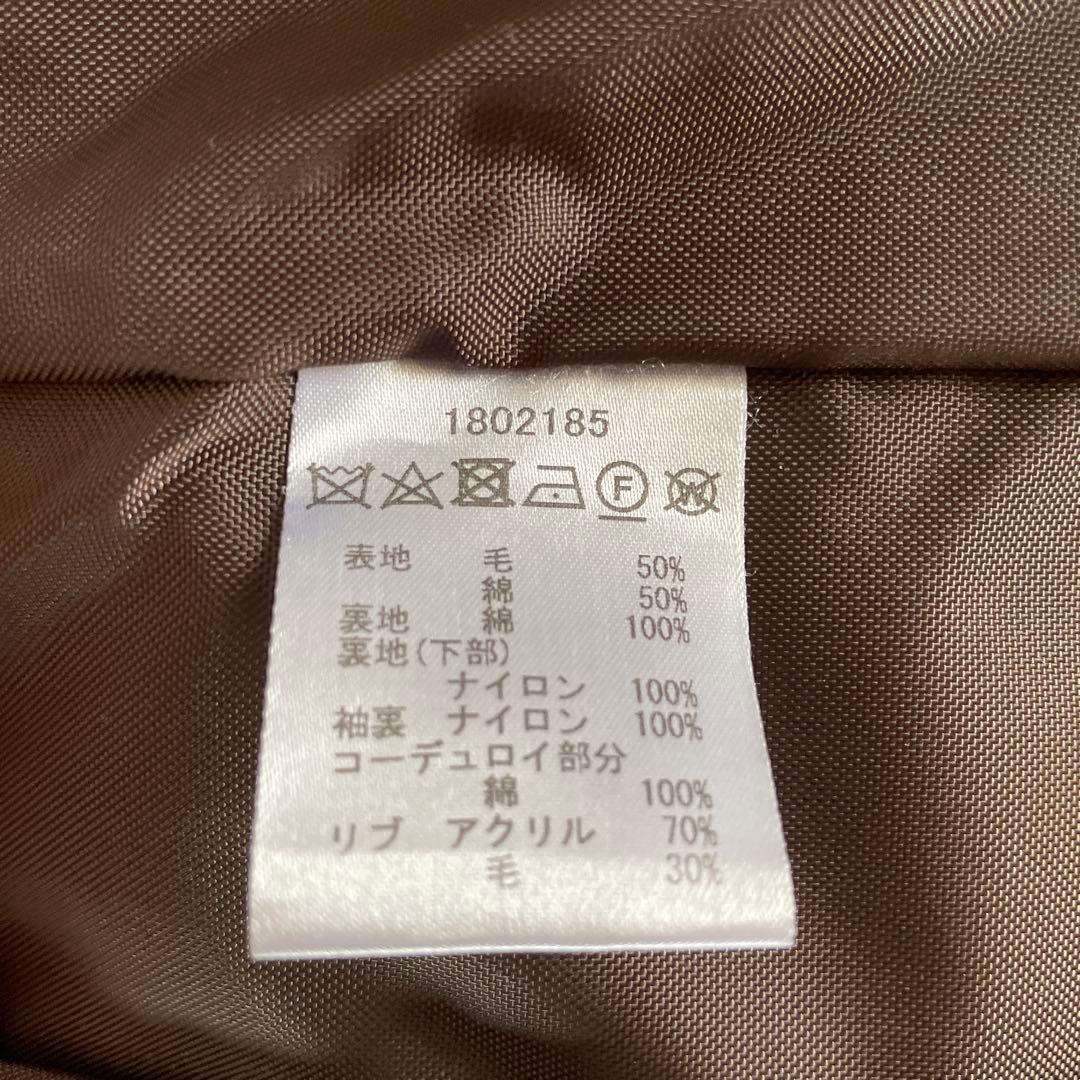 1802185
F W
表地 毛 50%
綿 50%
裏地 綿 100%
裏地(下部)
ナイロン 100%
袖裏 ナイロン 100%
コーデュロイ部分
綿 100%
リブ アクリル 70%
毛 30%